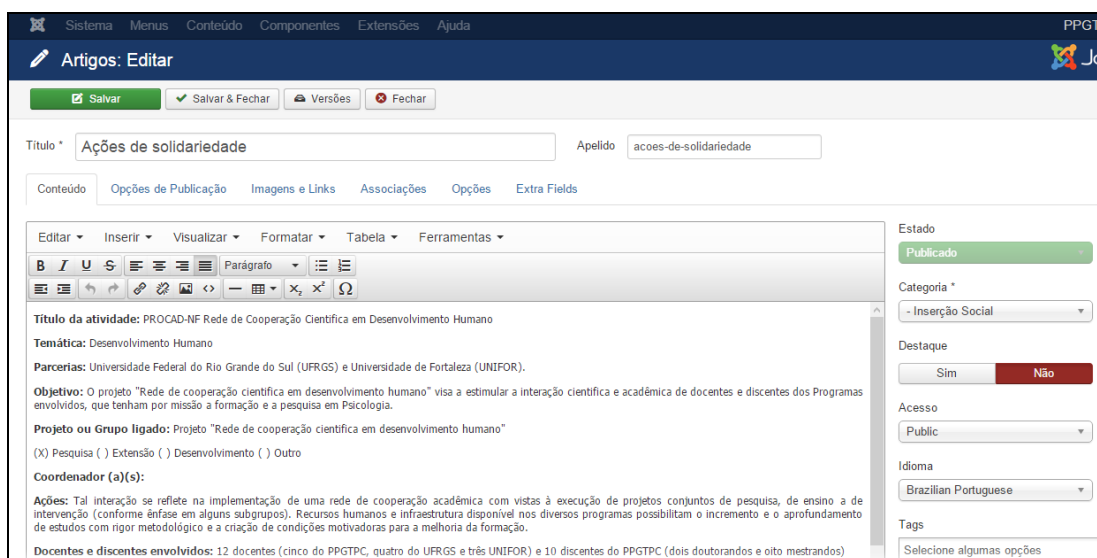 Sistema Menus Conteúdo Componentes Extensões Ajuda PPGT
Artigos: Editar
Salvar Salvar & Fechar Versões Fechar
Título * Ações de solidariedade Apelido acoes-de-solidariedade
Conteúdo Opções de Publicação Imagens e Links Associações Opções Extra Fields
Editar Inserir Visualizar Formatar Tabela Ferramentas
Estado
Publicado
B I U S Parágrafo
Categoria *
- Inserção Social
Título da atividade: PROCAD-NF Rede de Cooperação Cientifica em Desenvolvimento Humano
Temática: Desenvolvimento Humano
Destaque
Parcerias: Universidade Federal do Rio Grande do Sul (UFRGS) e Universidade de Fortaleza (UNIFOR).
Sim Não
Objetivo: O projeto "Rede de cooperação cientifica em desenvolvimento humano" visa a estimular a interação cientifica e acadêmica de docentes e discentes dos Programas
envolvidos, que tenham por missão a formação e a pesquisa em Psicologia.
Acesso
Projeto ou Grupo ligado: Projeto "Rede de cooperação cientifica em desenvolvimento humano"
Public
(X) Pesquisa ( ) Extensão ( ) Desenvolvimento ( ) Outro
Idioma
Coordenador (a)(s):
Brazilian Portuguese
Ações: Tal interação se reflete na implementação de uma rede de cooperação acadêmica com vistas à execução de projetos conjuntos de pesquisa, de ensino a de
intervenção (conforme ênfase em alguns subgrupos). Recursos humanos e infraestrutura disponível nos diversos programas possibilitam o incremento e o aprofundamento
de estudos com rigor metodológico e a criação de condições motivadoras para a melhoria da formação.
Tags
Selecione algumas opções
Docentes e discentes envolvidos: 12 docentes (cinco do PPGTPC, quatro do UFRGS e três UNIFOR) e 10 discentes do PPGTPC (dois doutorandos e oito mestrandos)